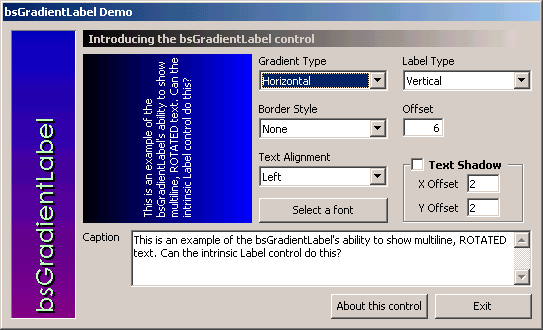 bsGradientLabel Demo
bsGradientLabel
Introducing the bsGradientLabel control
This is an example of the
bsGradientLabel's ability to show
multiline, ROTATED text. Can the
intrinsic Label control do this?
Gradient Type
Horizontal
Label Type
Vertical
Border Style
None
Offset
6
Text Alignment
Left
Select a font
Text Shadow
X Offset 2
Y Offset 2
Caption
This is an example of the bsGradientLabel's ability to show multiline, ROTATED
text. Can the intrinsic Label control do this?
About this control
Exit